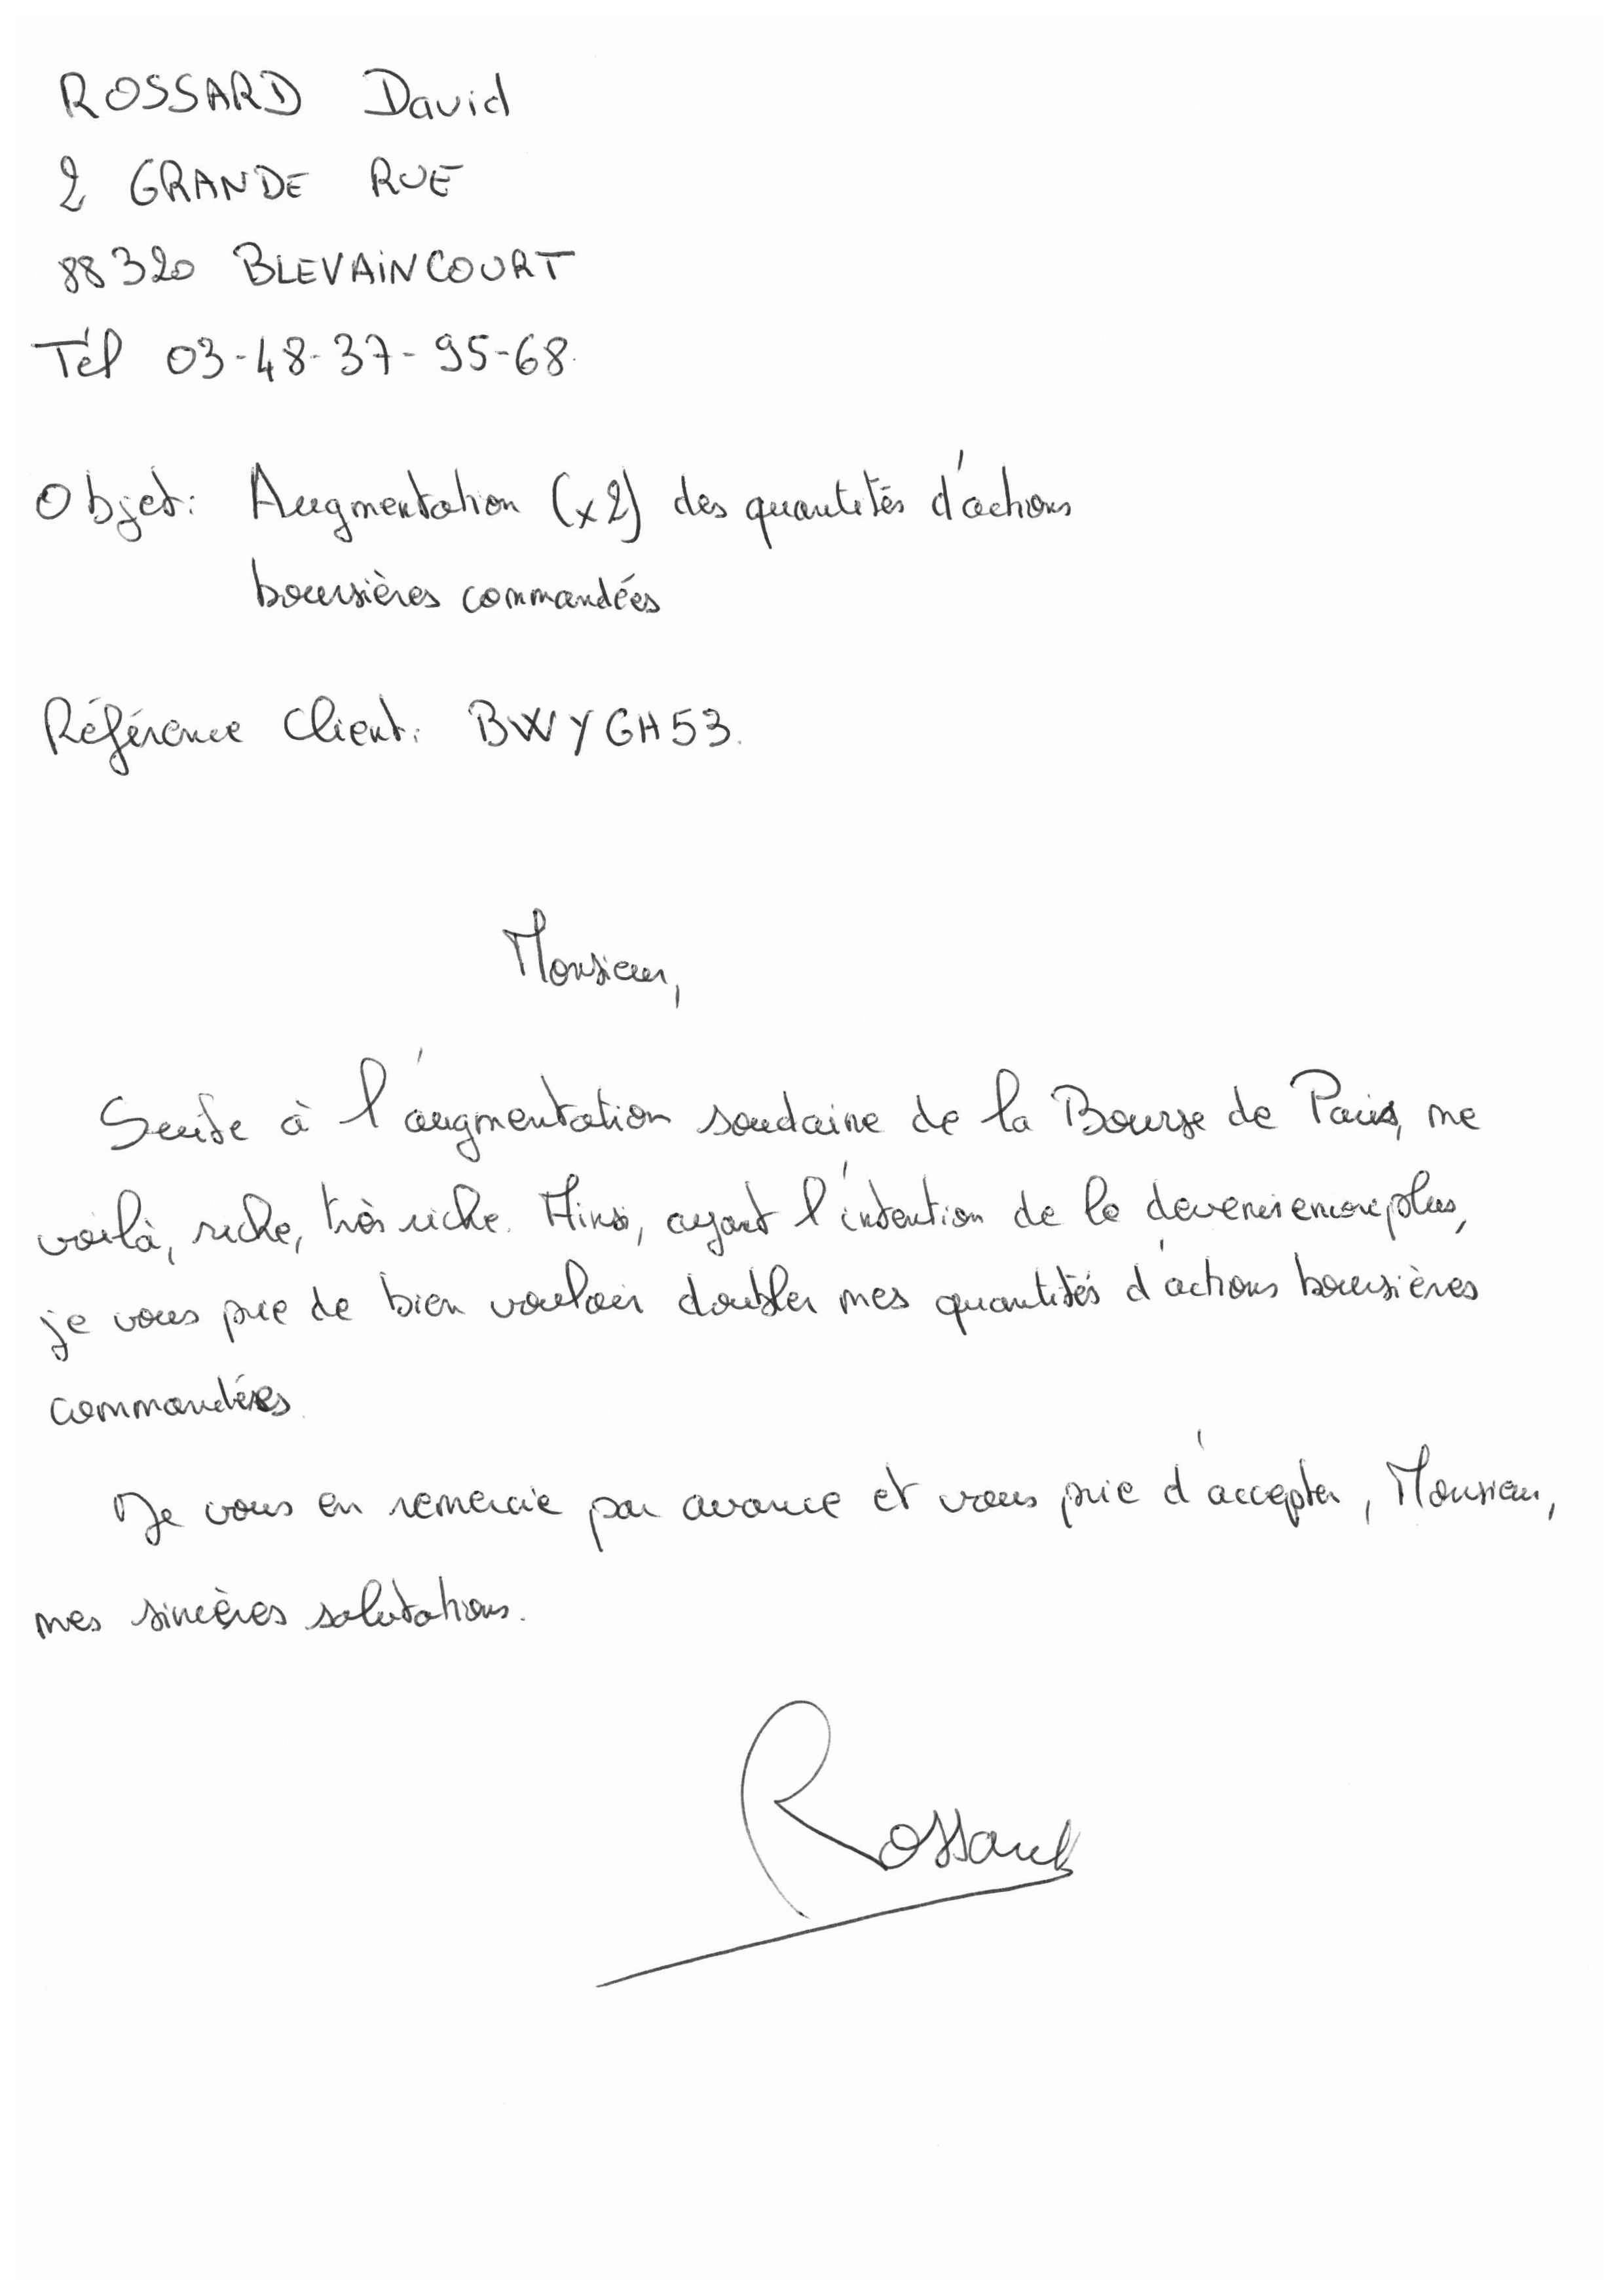 ROSSARD David
2 GRANDE RUE
88320 BLEVAINCOURT
Tél 03-48-37-95-68.
Objet: Augmentation (x2) des quantités d'actions
boursières commandées
Référence Client: BWYGH53.
Monsieur,
Suite à l'augmentation soudaine de la Bourse de Paris, me
voilà, riche, très riche. Ainsi, ayant l'intention de le devenir encore plus,
je vous prie de bien vouloir doubler mes quantités d'actions boursières
commandées.
Je vous en remercie par avance et vous prie d'accepter, Monsieur,
mes sincères salutations.
Rossard